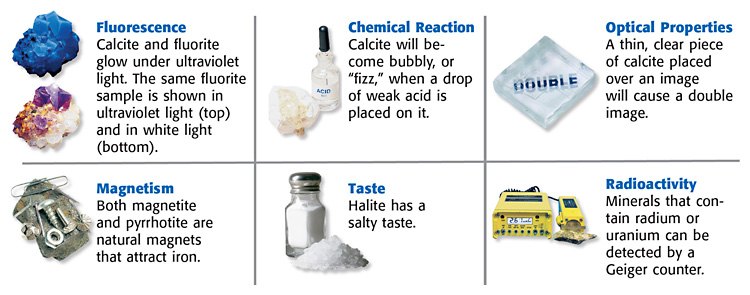 Fluorescence
Calcite and fluorite
glow under ultraviolet
light. The same fluorite
sample is shown in
ultraviolet light (top)
and in white light
(bottom).
Chemical Reaction
Calcite will be-
come bubbly, or
“fizz,” when a drop
of weak acid is
placed on it.
ACID
Optical Properties
A thin, clear piece
of calcite placed
over an image
will cause a double
image.
DOUBLE
Magnetism
Both magnetite
and pyrrhotite are
natural magnets
that attract iron.
Taste
Halite has a
salty taste.
Radioactivity
Minerals that con-
tain radium or
uranium can be
detected by a
Geiger counter.